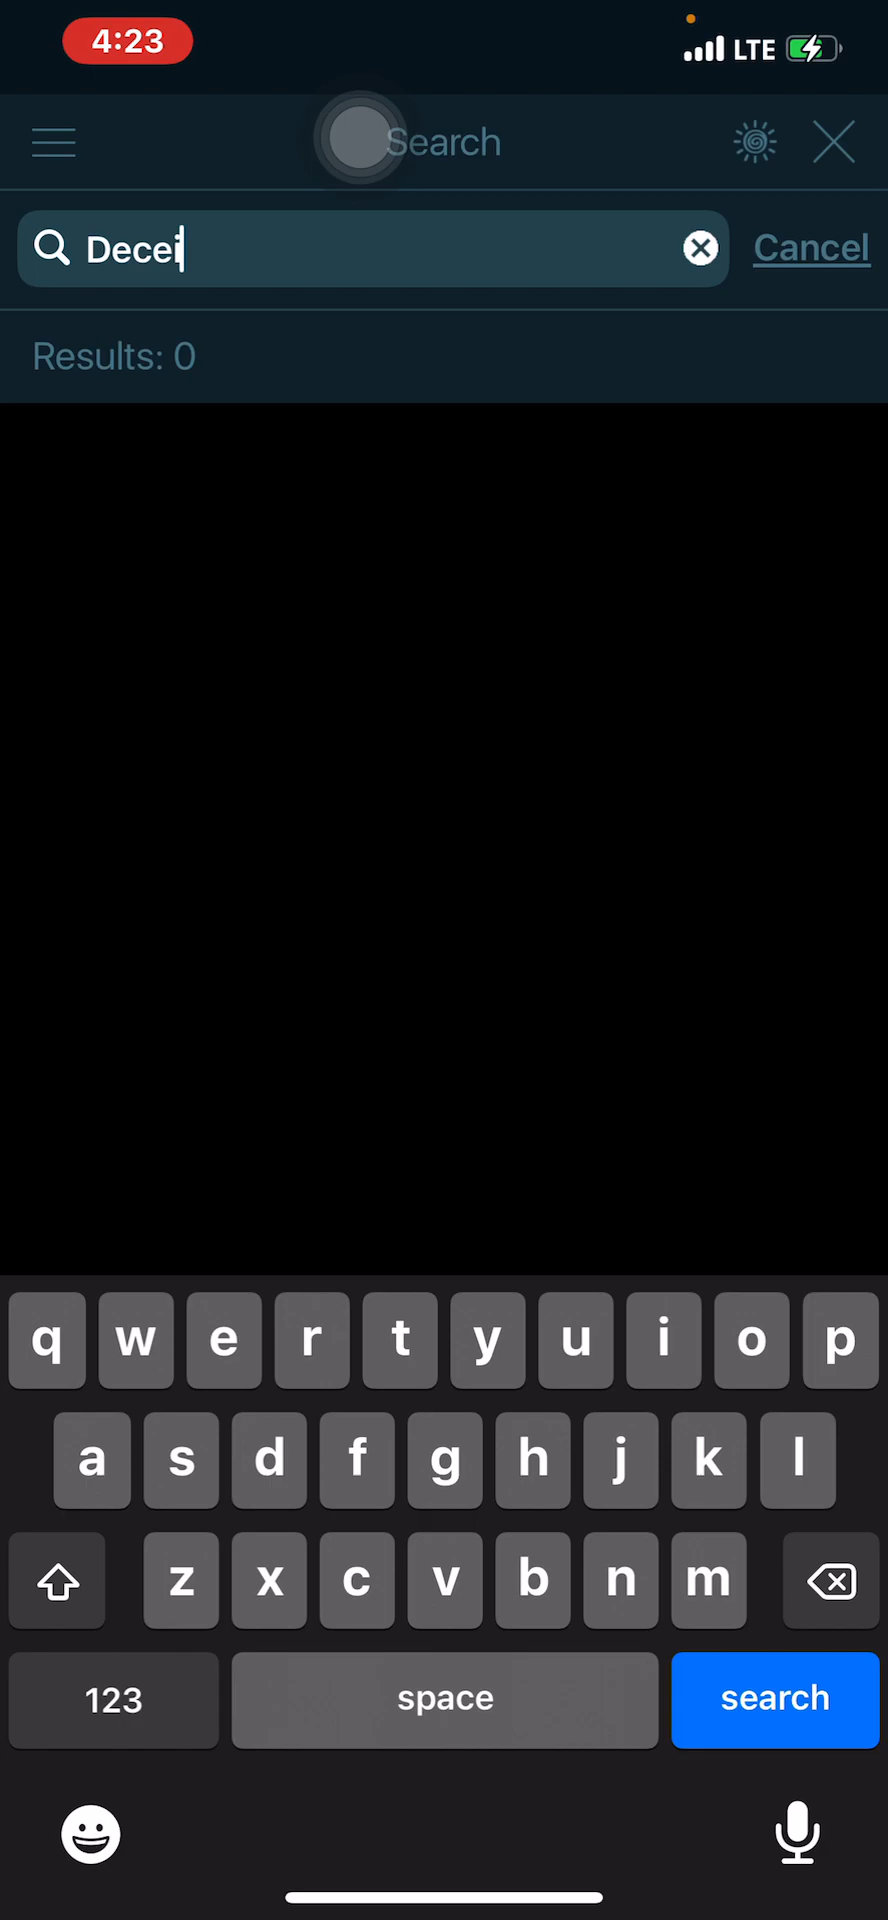 4:23 LTE
Search
Decei Cancel
Results: 0
q w e r t y u i o p
a s d f g h j k l
z x c v b n m
123 space search